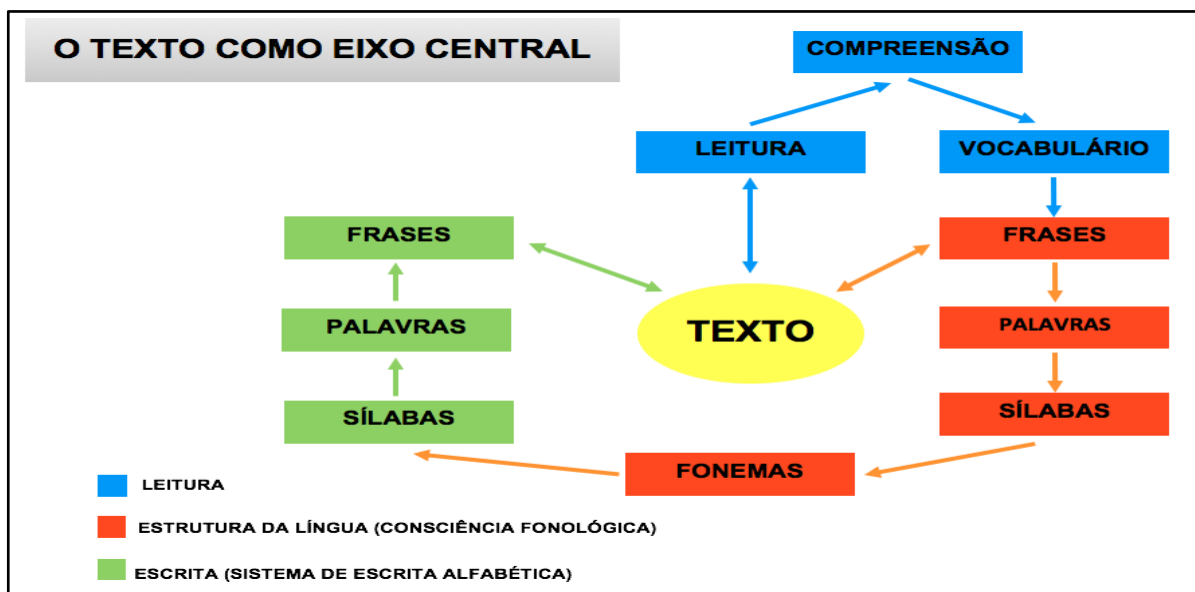 O TEXTO COMO EIXO CENTRAL
COMPREENSÃO
LEITURA
VOCABULÁRIO
FRASES
FRASES
PALAVRAS
TEXTO
PALAVRAS
SÍLABAS
SÍLABAS
FONEMAS
LEITURA
ESTRUTURA DA LÍNGUA (CONSCIÊNCIA FONOLÓGICA)
ESCRITA (SISTEMA DE ESCRITA ALFABÉTICA)